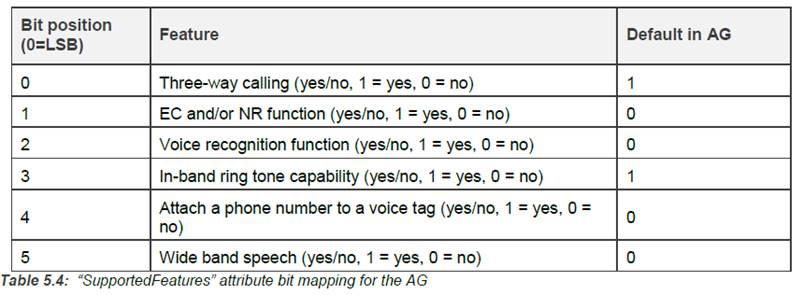 Bit position
(0=LSB)
Feature
Default in AG
0
Three-way calling (yes/no, 1 = yes, 0 = no)
1
1
EC and/or NR function (yes/no, 1 = yes, 0 = no)
0
2
Voice recognition function (yes/no, 1 = yes, 0 = no)
0
3
In-band ring tone capability (yes/no, 1 = yes, 0 = no)
1
4
Attach a phone number to a voice tag (yes/no, 1 = yes, 0 =
no)
0
5
Wide band speech (yes/no, 1 = yes, 0 = no)
0
Table 5.4: “SupportedFeatures” attribute bit mapping for the AG